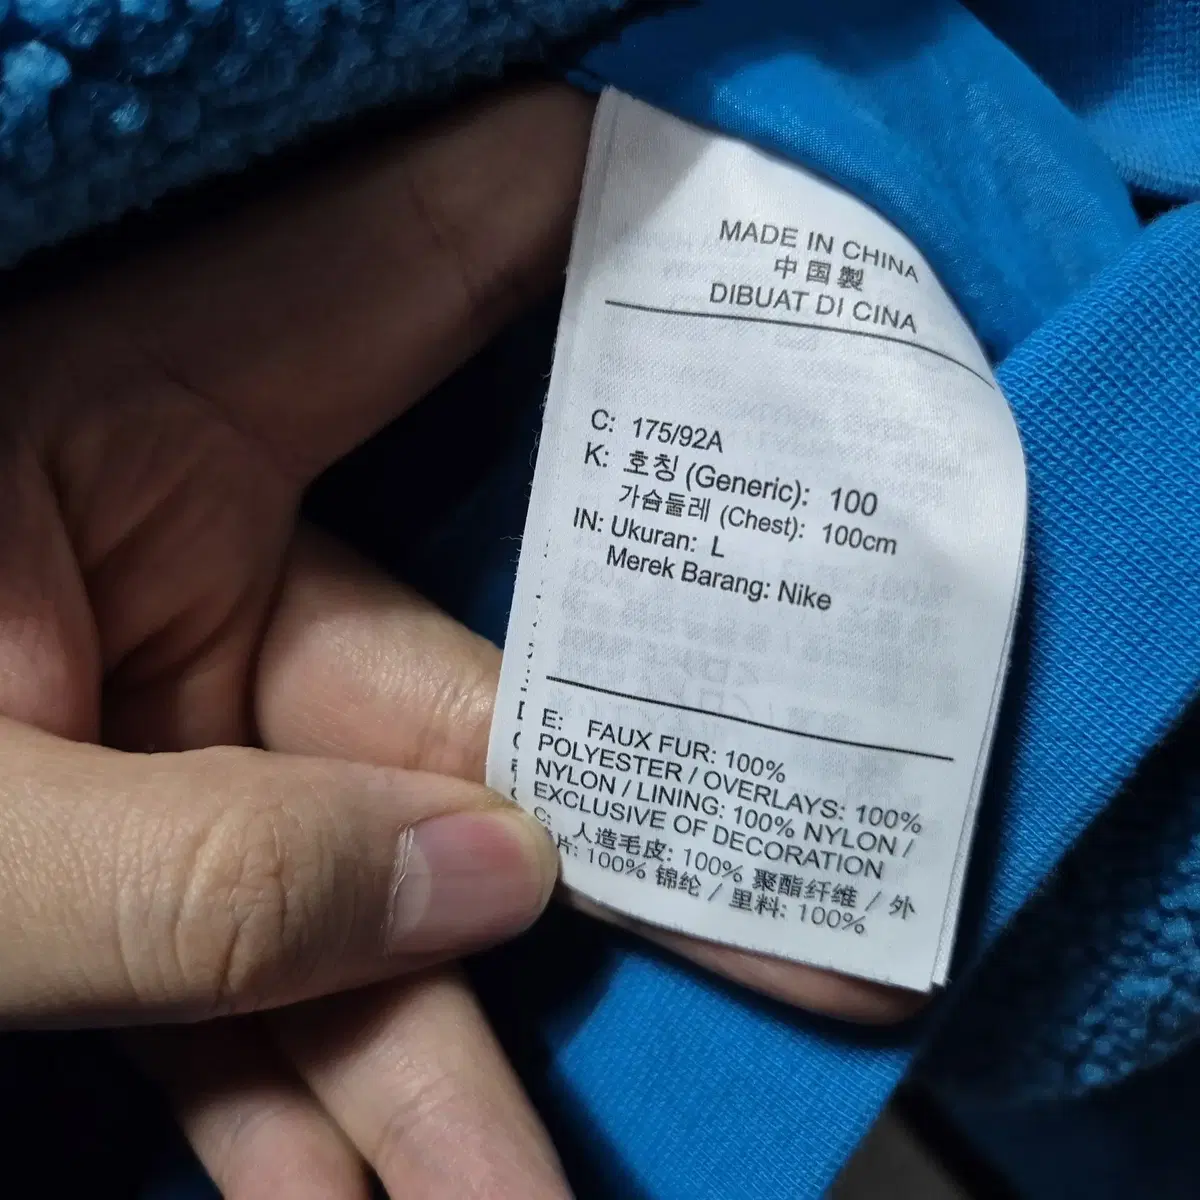 MADE IN CHINA
中国製
DIBUAT DI CINA
C: 175/92A
K: 호칭 (Generic): 100
가슴둘레 (Chest): 100cm
IN: Ukuran: L
Merek Barang: Nike
E: FAUX FUR: 100%
POLYESTER / OVERLAYS: 100%
NYLON / LINING: 100% NYLON /
EXCLUSIVE OF DECORATION
C: 人造毛皮: 100% 聚酯纤维 / 外
片: 100% 锦纶 / 里料: 100%